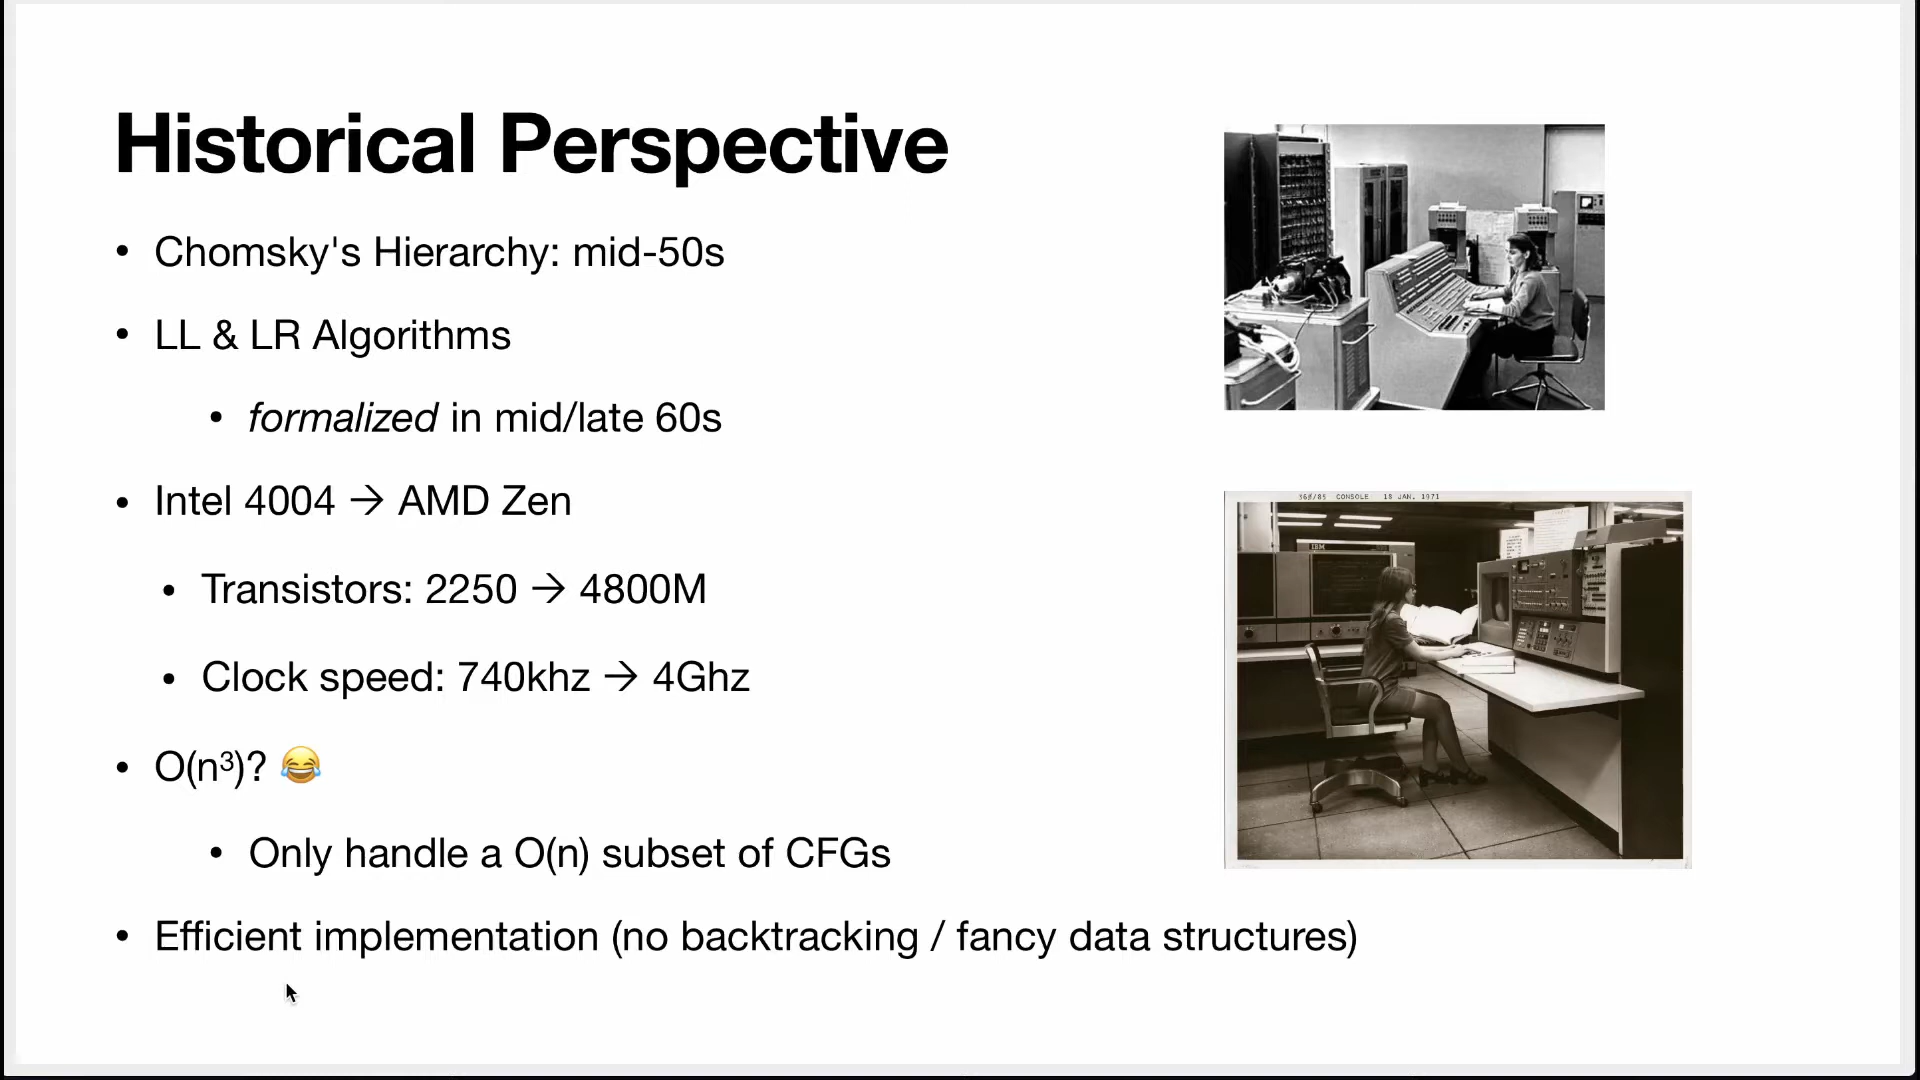 Historical Perspective
• Chomsky's Hierarchy: mid-50s
• LL & LR Algorithms
• formalized in mid/late 60s
• Intel 4004 → AMD Zen
• Transistors: 2250 → 4800M
• Clock speed: 740khz → 4Ghz
• O(n³)? 😂
• Only handle a O(n) subset of CFGs
• Efficient implementation (no backtracking / fancy data structures)
360/85 CONSOLE 18 JAN. 1971
IBM